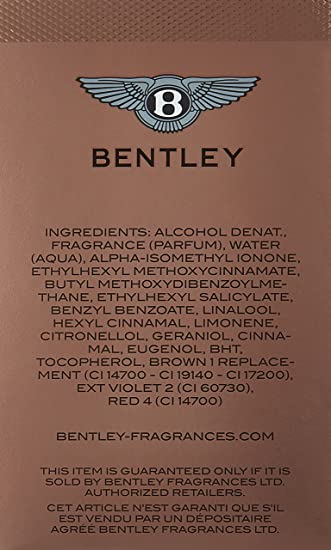 B
BENTLEY
INGREDIENTS: ALCOHOL DENAT.,
FRAGRANCE (PARFUM), WATER
(AQUA), ALPHA-ISOMETHYL IONONE,
ETHYLHEXYL METHOXYCINNAMATE,
BUTYL METHOXYDIBENZOYLME-
THANE, ETHYLHEXYL SALICYLATE,
BENZYL BENZOATE, LINALOOL,
HEXYL CINNAMAL, LIMONENE,
CITRONELLOL, GERANIOL, CINNA-
MAL, EUGENOL, BHT,
TOCOPHEROL, BROWN 1 REPLACE-
MENT (CI 14700 - CI 19140 - CI 17200),
EXT VIOLET 2 (CI 60730),
RED 4 (CI 14700)
BENTLEY-FRAGRANCES.COM
THIS ITEM IS GUARANTEED ONLY IF IT IS
SOLD BY BENTLEY FRAGRANCES LTD.
AUTHORIZED RETAILERS.
CET ARTICLE N'EST GARANTI QUE S'IL
EST VENDU PAR UN DÉPOSITAIRE
AGRÉÉ BENTLEY FRAGRANCES LTD.